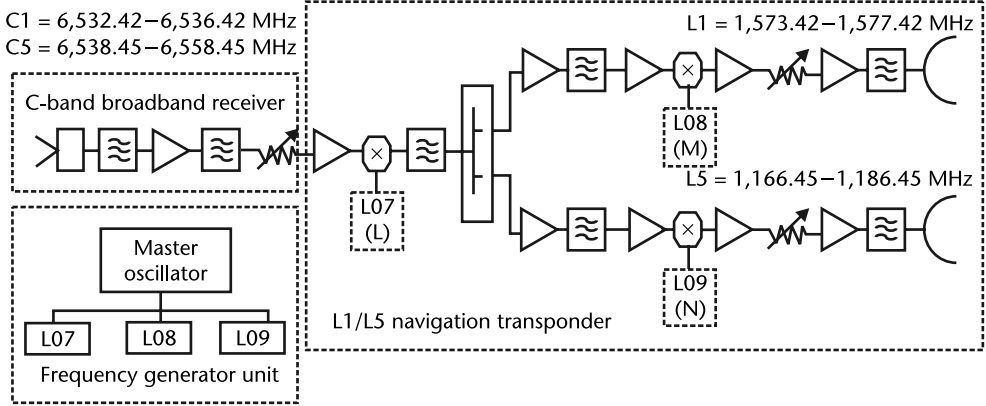 C1 = 6,532.42–6,536.42 MHz
C5 = 6,538.45–6,558.45 MHz
L1 = 1,573.42–1,577.42 MHz
C-band broadband receiver
×
L08
(M)
×
L07
(L)
L5 = 1,166.45–1,186.45 MHz
×
L09
(N)
L1/L5 navigation transponder
Master
oscillator
L07
L08
L09
Frequency generator unit